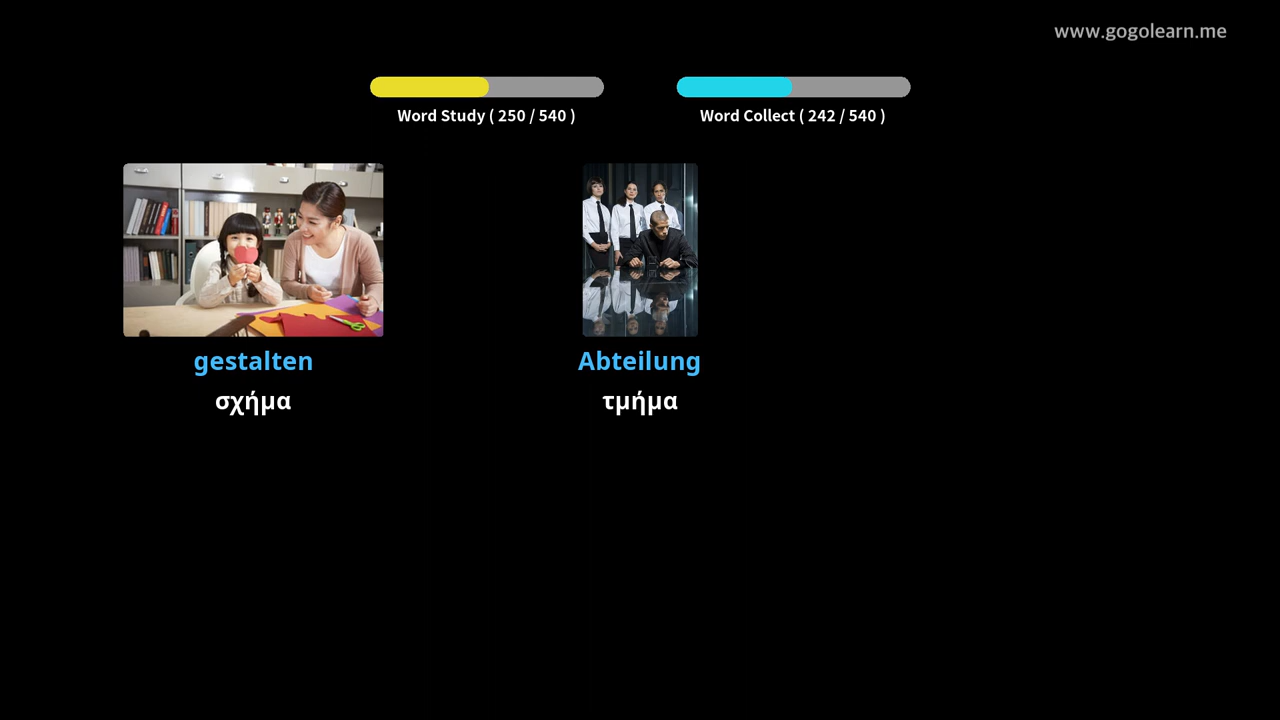 www.gogolearn.me
Word Study ( 250 / 540 )
Word Collect ( 242 / 540 )
gestalten
σχήμα
Abteilung
τμήμα